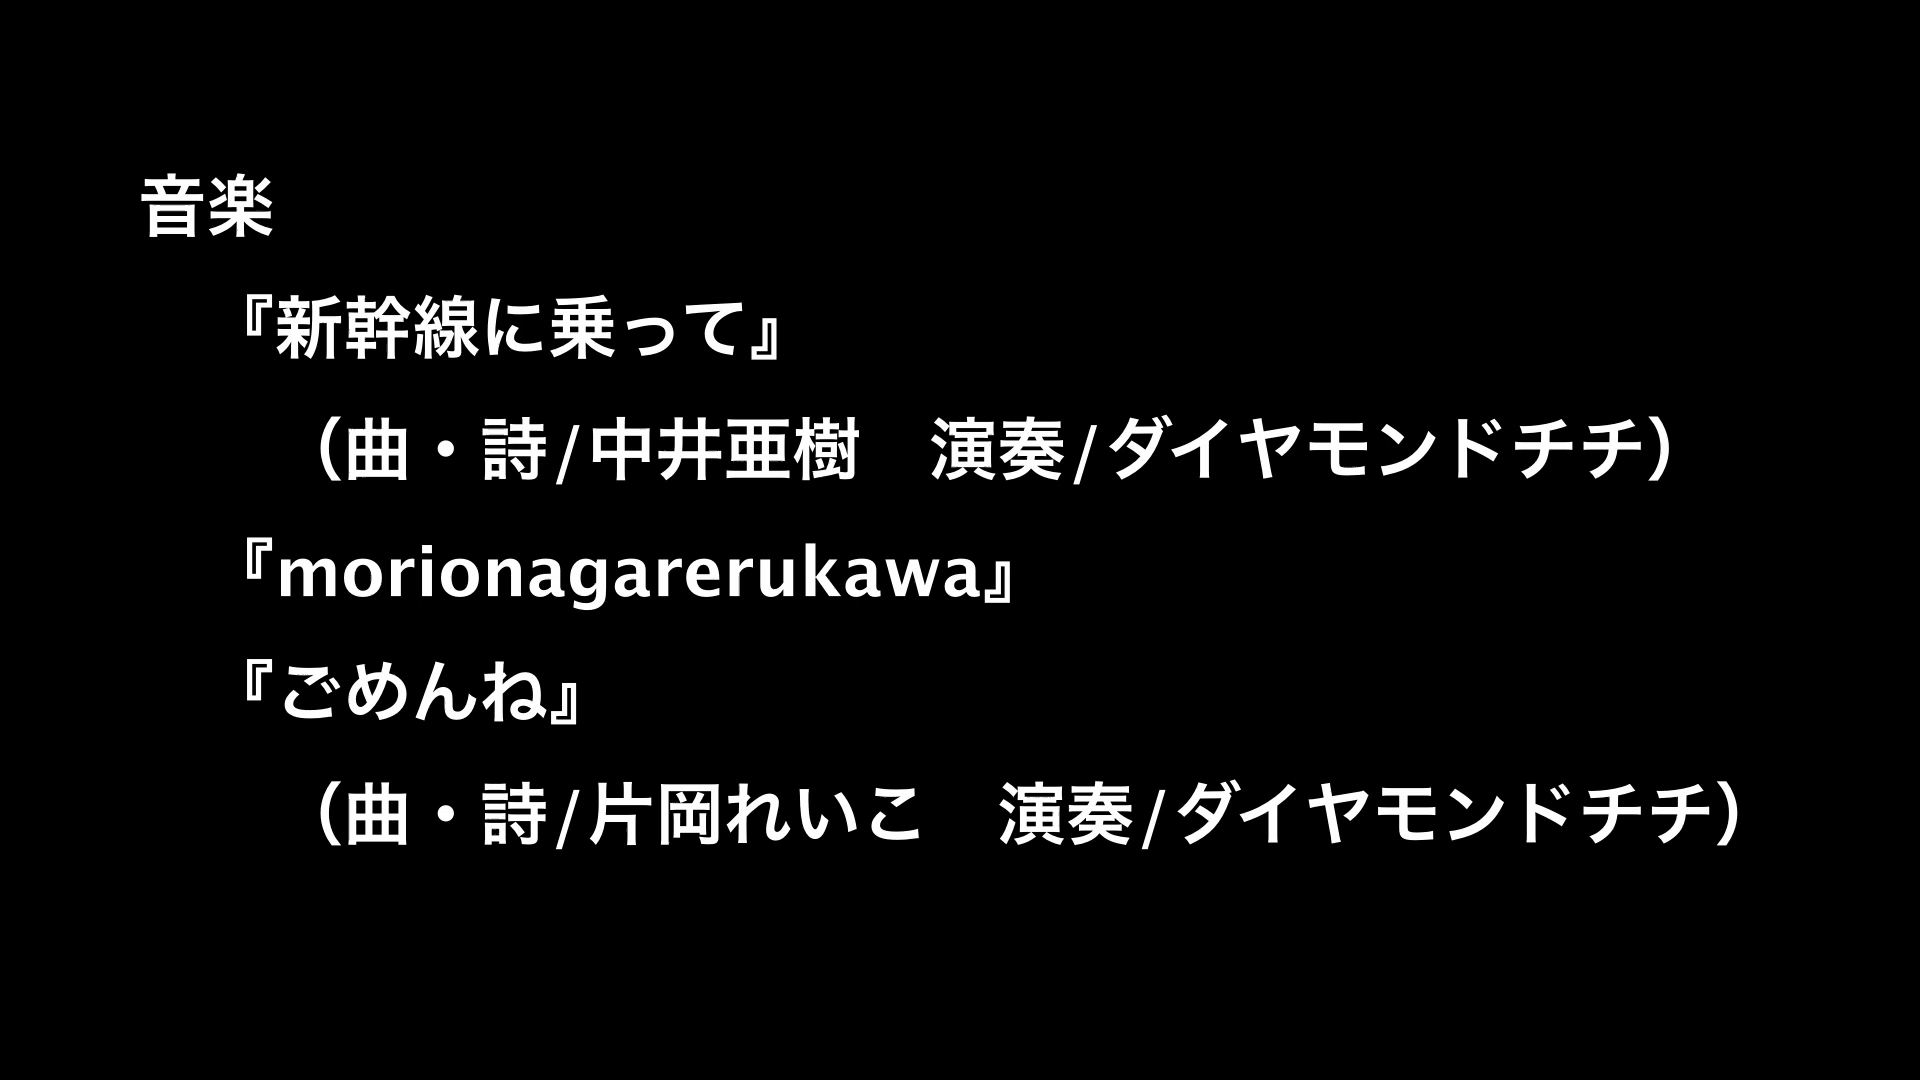 音楽
『新幹線に乗って』
（曲・詩/中井亜樹　演奏/ダイヤモンドチチ）
『morionagarerukawa』
『ごめんね』
（曲・詩/片岡れいこ　演奏/ダイヤモンドチチ）